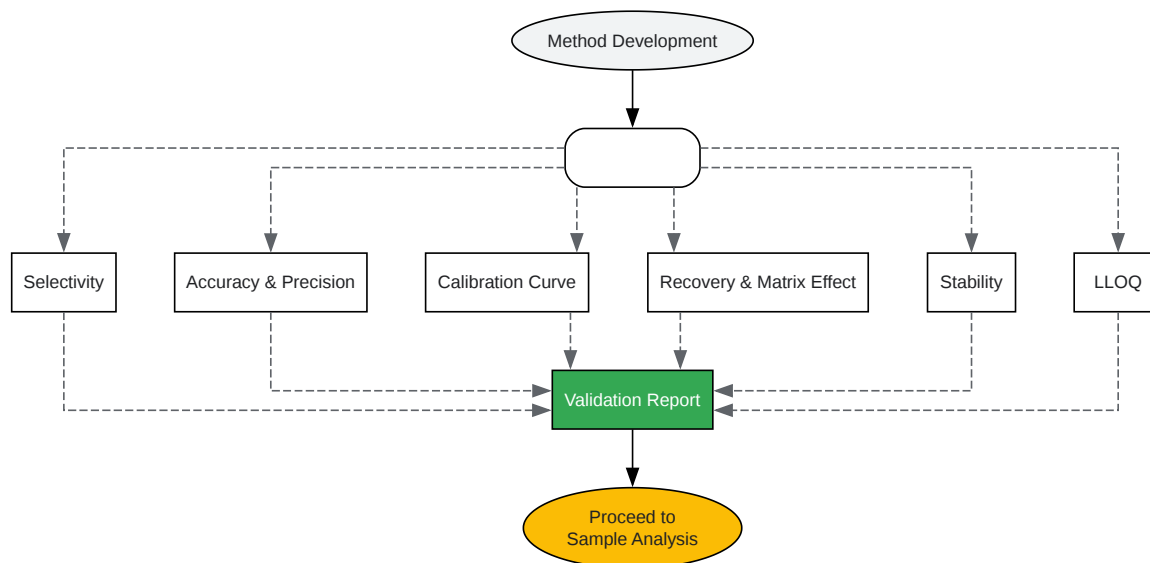 Method Development
Selectivity
Accuracy & Precision
Calibration Curve
Recovery & Matrix Effect
Stability
LLOQ
Validation Report
Proceed to
Sample Analysis